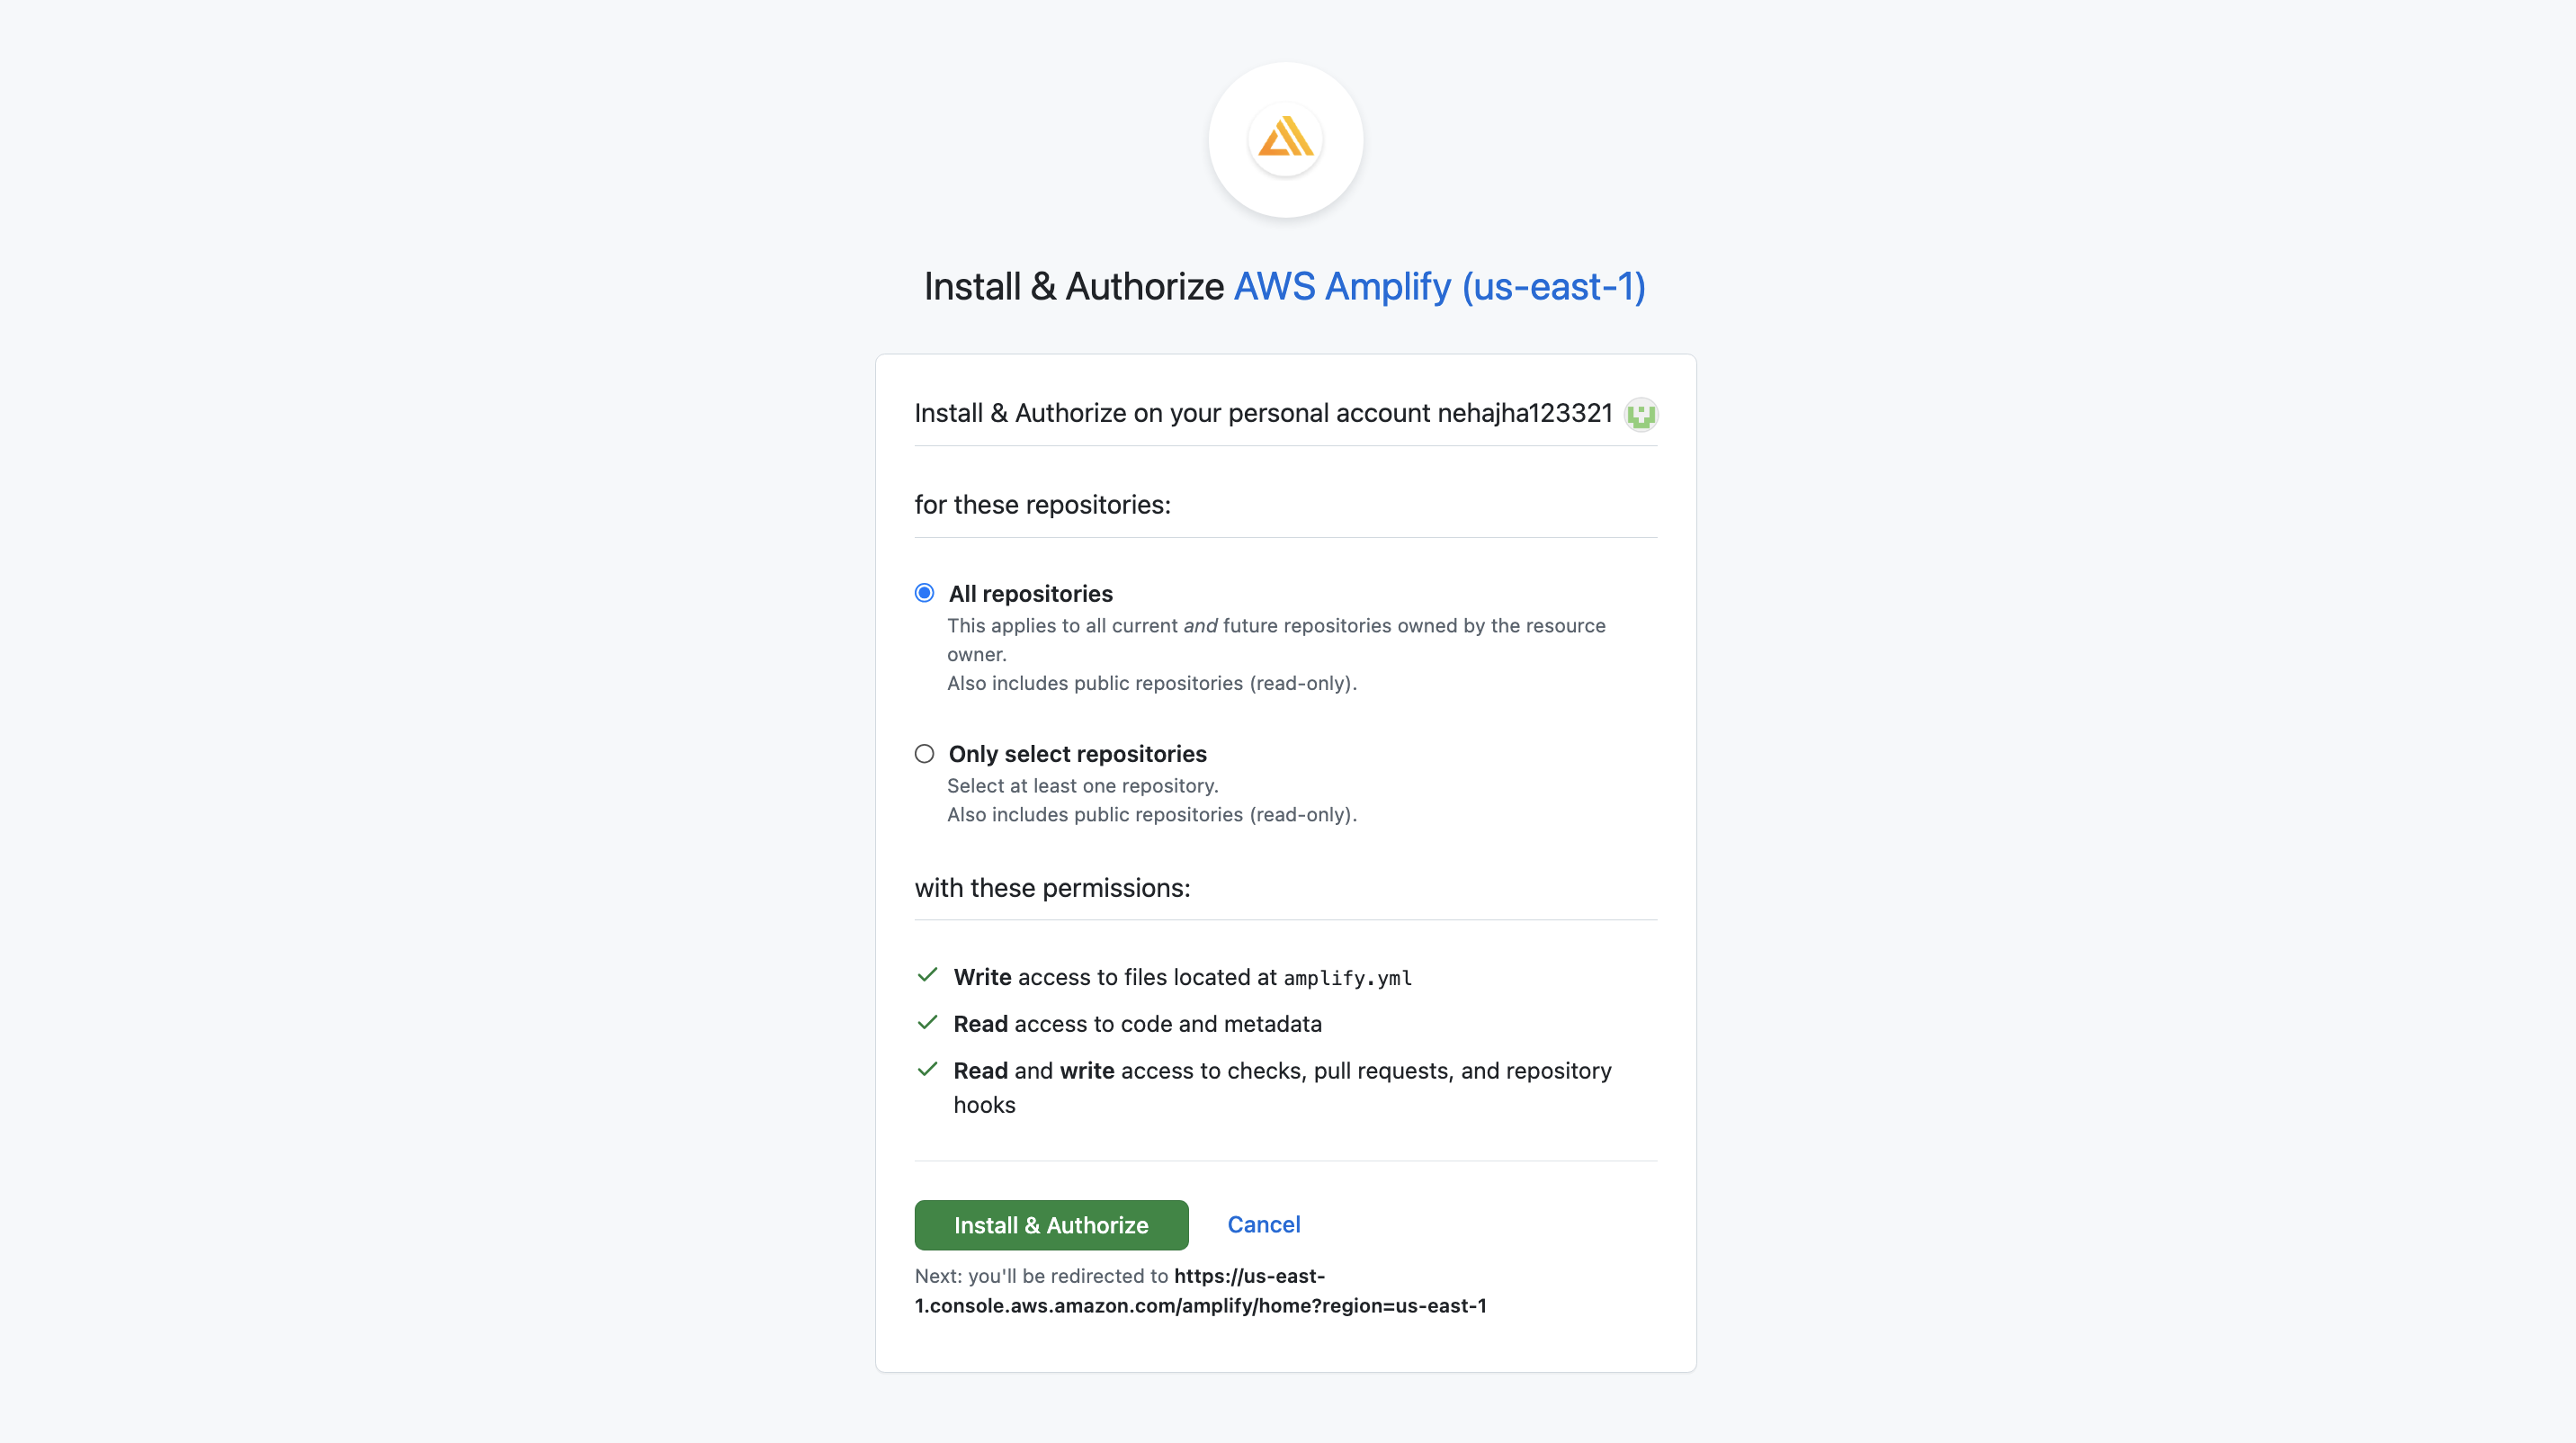 Install & Authorize AWS Amplify (us-east-1)
Install & Authorize on your personal account nehajha123321
for these repositories:
All repositories
This applies to all current and future repositories owned by the resource
owner.
Also includes public repositories (read-only).
Only select repositories
Select at least one repository.
Also includes public repositories (read-only).
with these permissions:
Write access to files located at amplify.yml
Read access to code and metadata
Read and write access to checks, pull requests, and repository
hooks
Install & Authorize Cancel
Next: you'll be redirected to https://us-east-
1.console.aws.amazon.com/amplify/home?region=us-east-1